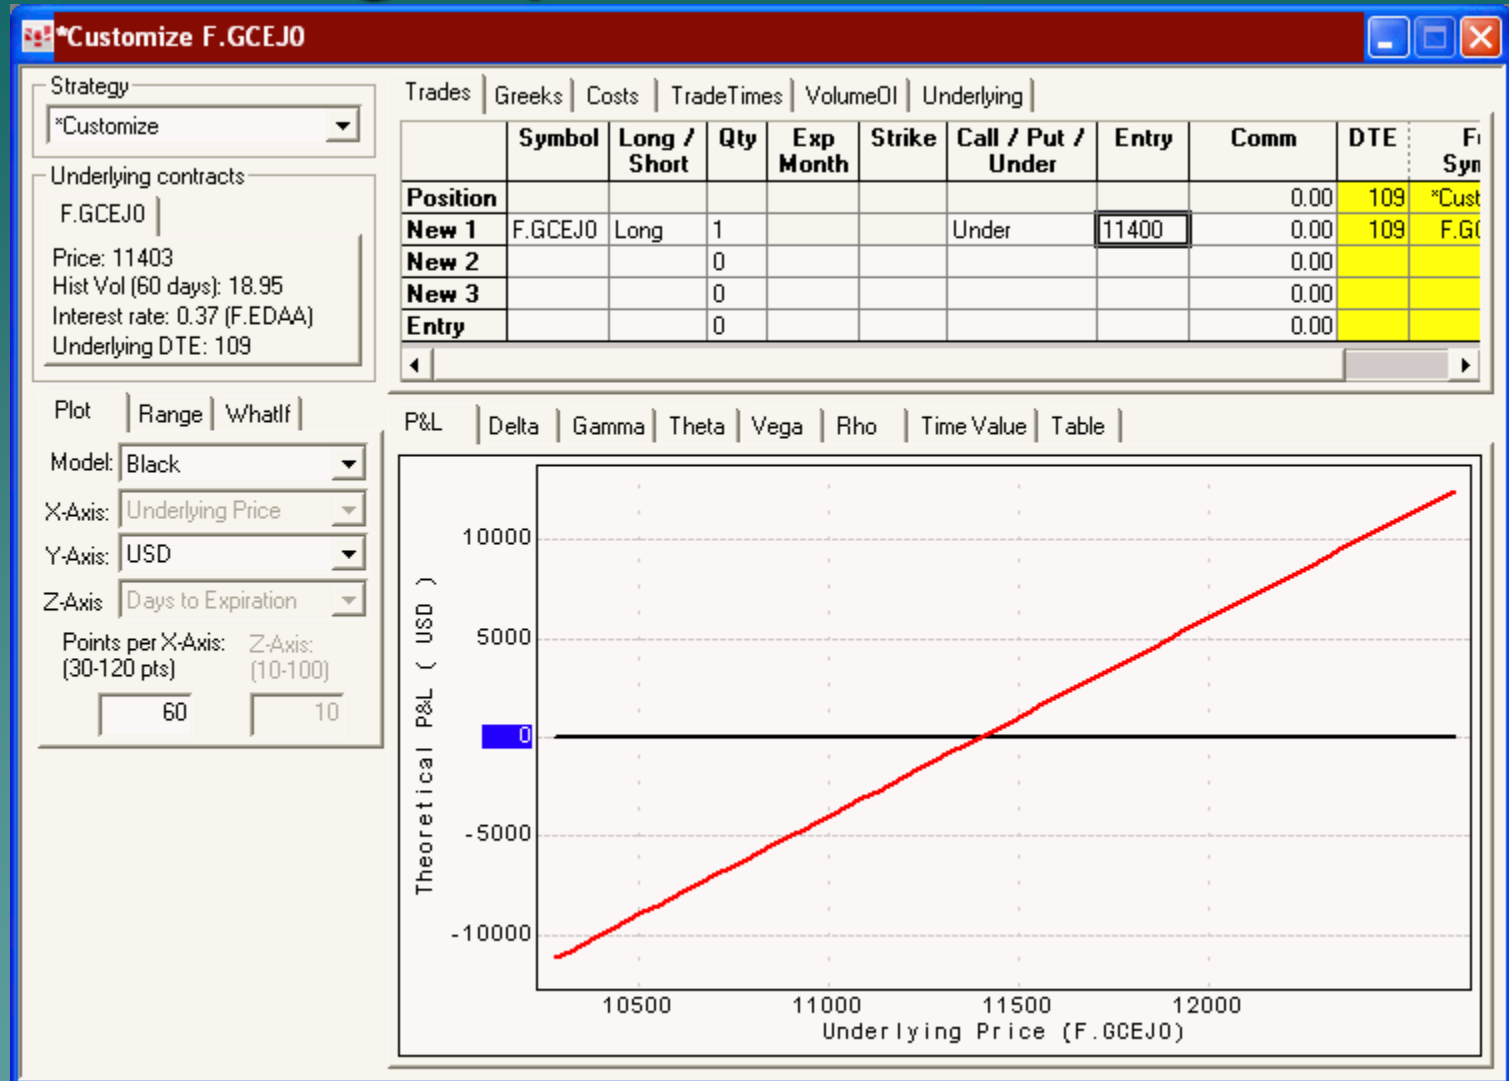 *Customize F.GCEJ0
Strategy
*Customize
Underlying contracts
F.GCEJ0
Price: 11403
Hist Vol (60 days): 18.95
Interest rate: 0.37 (F.EDAA)
Underlying DTE: 109
Trades Greeks Costs TradeTimes VolumeOI Underlying
Symbol Long / Short Qty Exp Month Strike Call / Put / Under Entry Comm DTE
Position 0.00 109 *Cust
New 1 F.GCEJ0 Long 1 Under 11400 0.00 109 F.GC
New 2 0 0.00
New 3 0 0.00
Entry 0 0.00
Plot Range WhatIf
Model: Black
X-Axis: Underlying Price
Y-Axis: USD
Z-Axis Days to Expiration
Points per X-Axis: Z-Axis:
(30-120 pts) (10-100)
60 10
P&L Delta Gamma Theta Vega Rho Time Value Table
Theoretical P&L ( USD )
10000
5000
0
-5000
-10000
10500 11000 11500 12000
Underlying Price (F.GCEJ0)